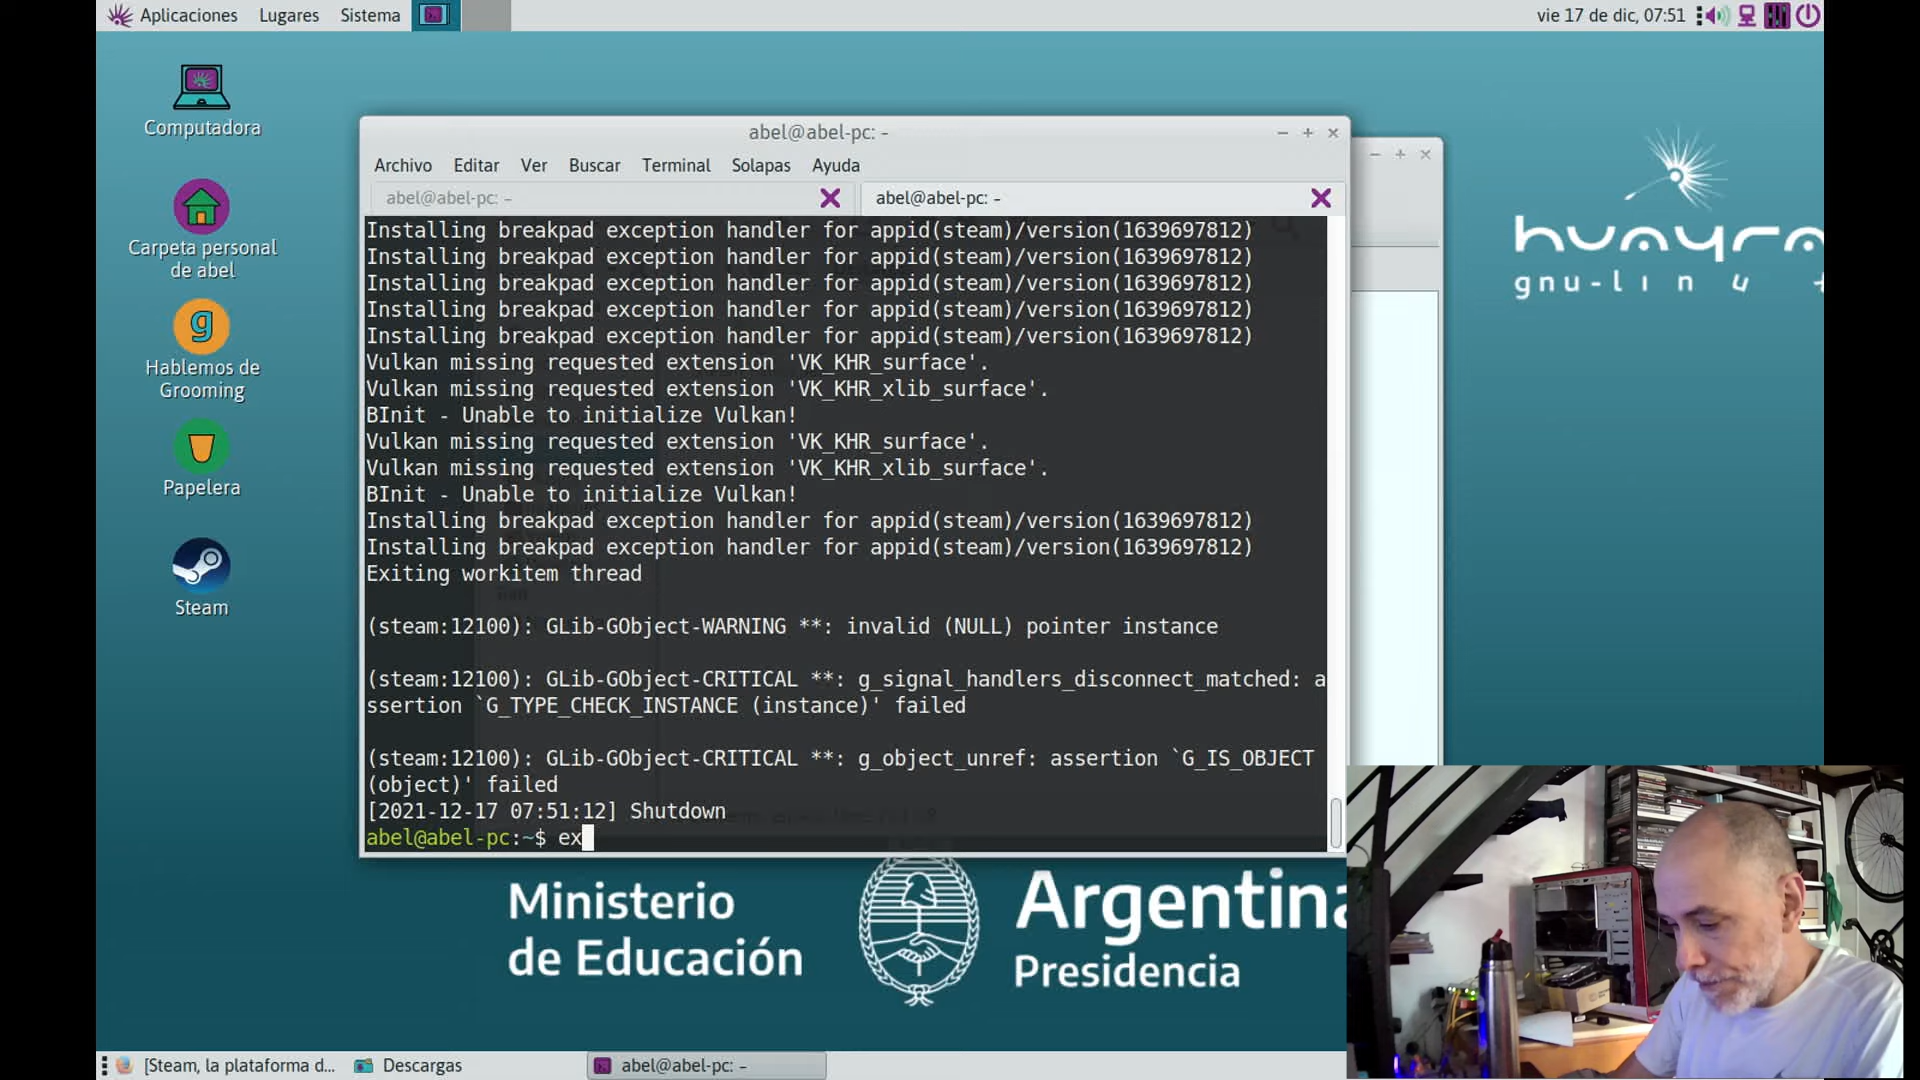 Aplicaciones Lugares Sistema
vie 17 de dic, 07:51
Computadora
Carpeta personal
de abel
Hablemos de
Grooming
Papelera
Steam
huayra
gnu-linu
abel@abel-pc: ~
Archivo Editar Ver Buscar Terminal Solapas Ayuda
abel@abel-pc: ~
abel@abel-pc: ~
Installing breakpad exception handler for appid(steam)/version(1639697812)
Installing breakpad exception handler for appid(steam)/version(1639697812)
Installing breakpad exception handler for appid(steam)/version(1639697812)
Installing breakpad exception handler for appid(steam)/version(1639697812)
Installing breakpad exception handler for appid(steam)/version(1639697812)
Vulkan missing requested extension 'VK_KHR_surface'.
Vulkan missing requested extension 'VK_KHR_xlib_surface'.
BInit - Unable to initialize Vulkan!
Vulkan missing requested extension 'VK_KHR_surface'.
Vulkan missing requested extension 'VK_KHR_xlib_surface'.
BInit - Unable to initialize Vulkan!
Installing breakpad exception handler for appid(steam)/version(1639697812)
Installing breakpad exception handler for appid(steam)/version(1639697812)
Exiting workitem thread
(steam:12100): GLib-GObject-WARNING **: invalid (NULL) pointer instance
(steam:12100): GLib-GObject-CRITICAL **: g_signal_handlers_disconnect_matched: a
ssertion `G_TYPE_CHECK_INSTANCE (instance)' failed
(steam:12100): GLib-GObject-CRITICAL **: g_object_unref: assertion `G_IS_OBJECT
(object)' failed
[2021-12-17 07:51:12] Shutdown
abel@abel-pc:~$ ex
Ministerio
de Educación
Argentina
Presidencia
[Steam, la plataforma d...
Descargas
abel@abel-pc: ~